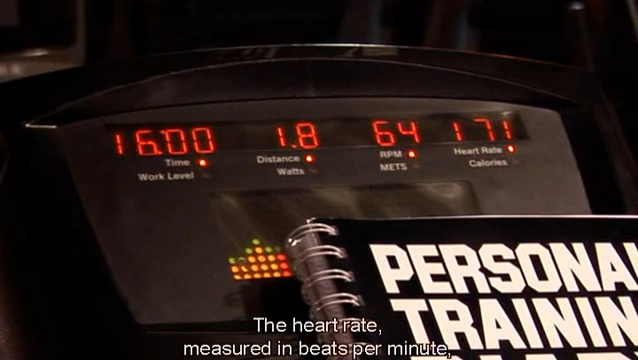 16:00 1.8 64 171
Time Distance RPM Heart Rate
Work Level Watts METS Calories
PERSONA
TRAININ
The heart rate,
measured in beats per minute,